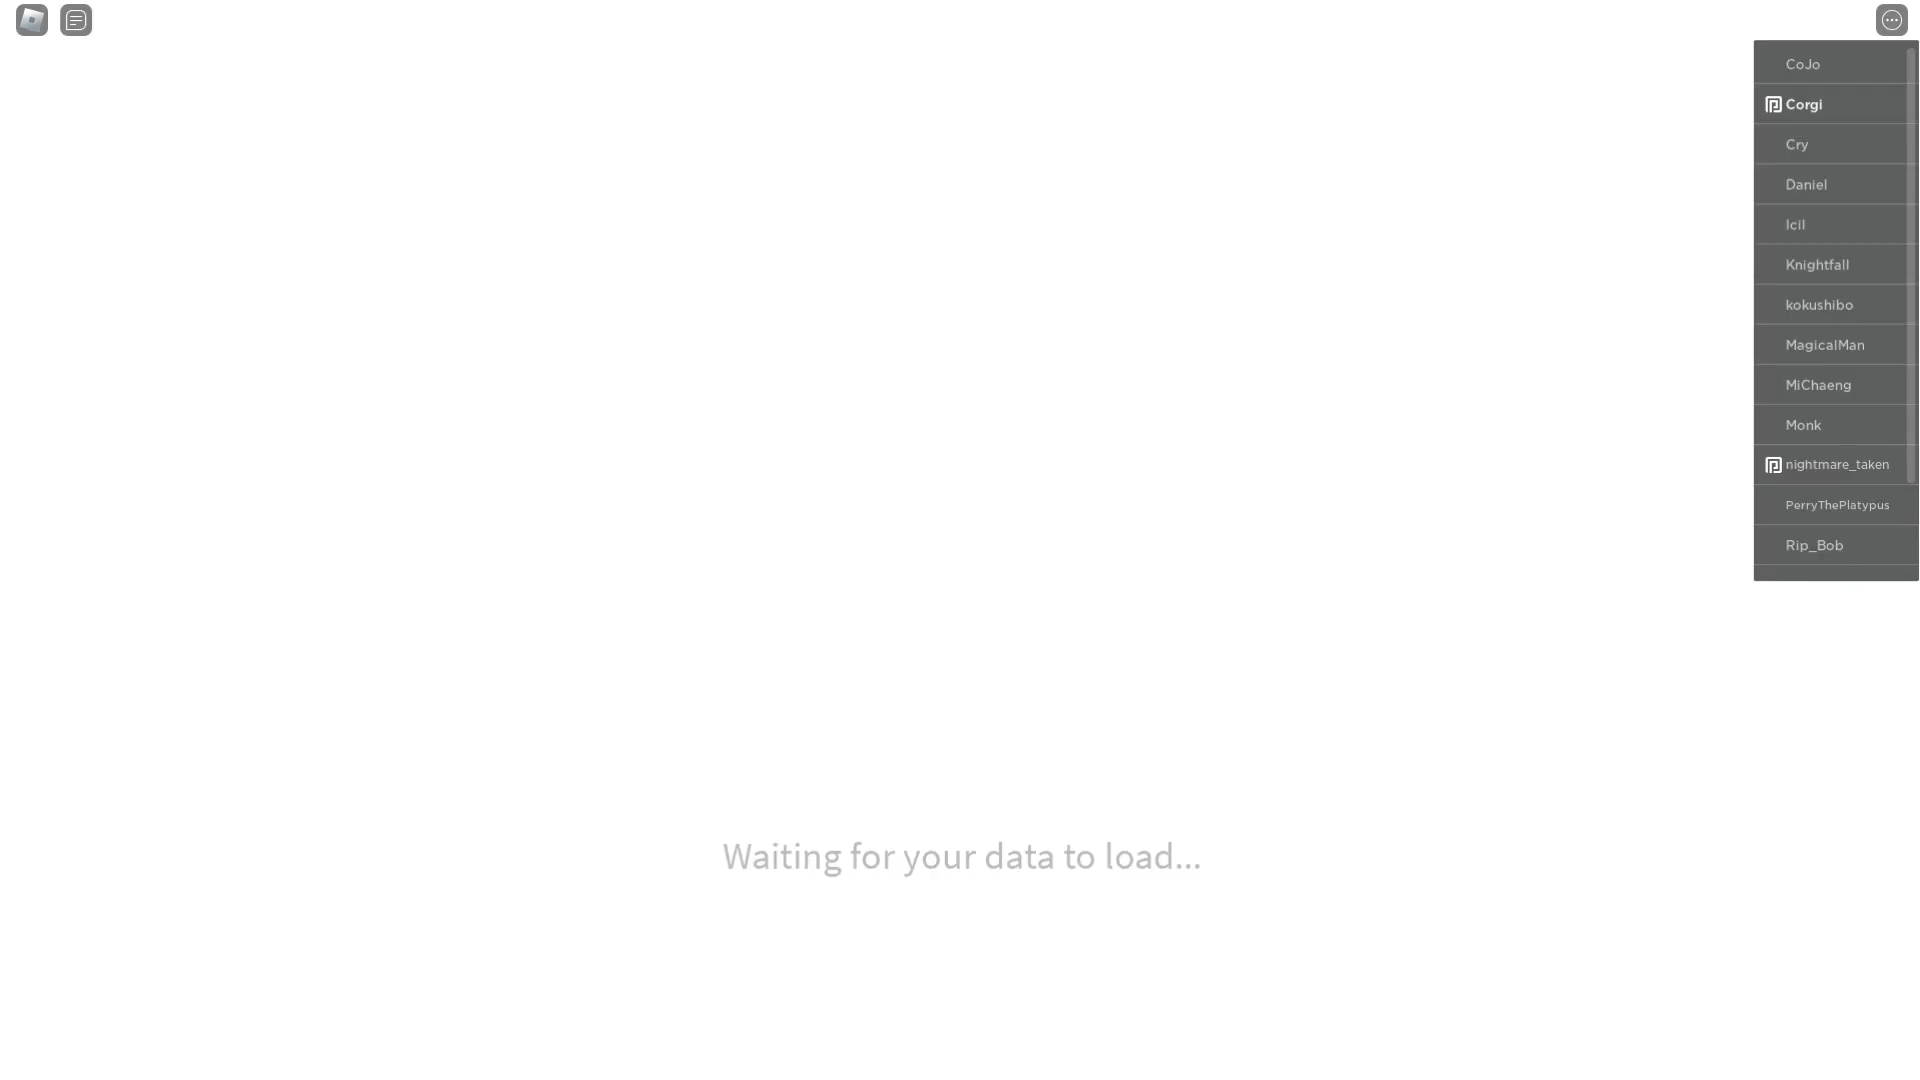 CoJo
Corgi
Cry
Daniel
Icil
Knightfall
kokushibo
MagicalMan
MiChaeng
Monk
nightmare_taken
PerryThePlatypus
Rip_Bob
Waiting for your data to load...